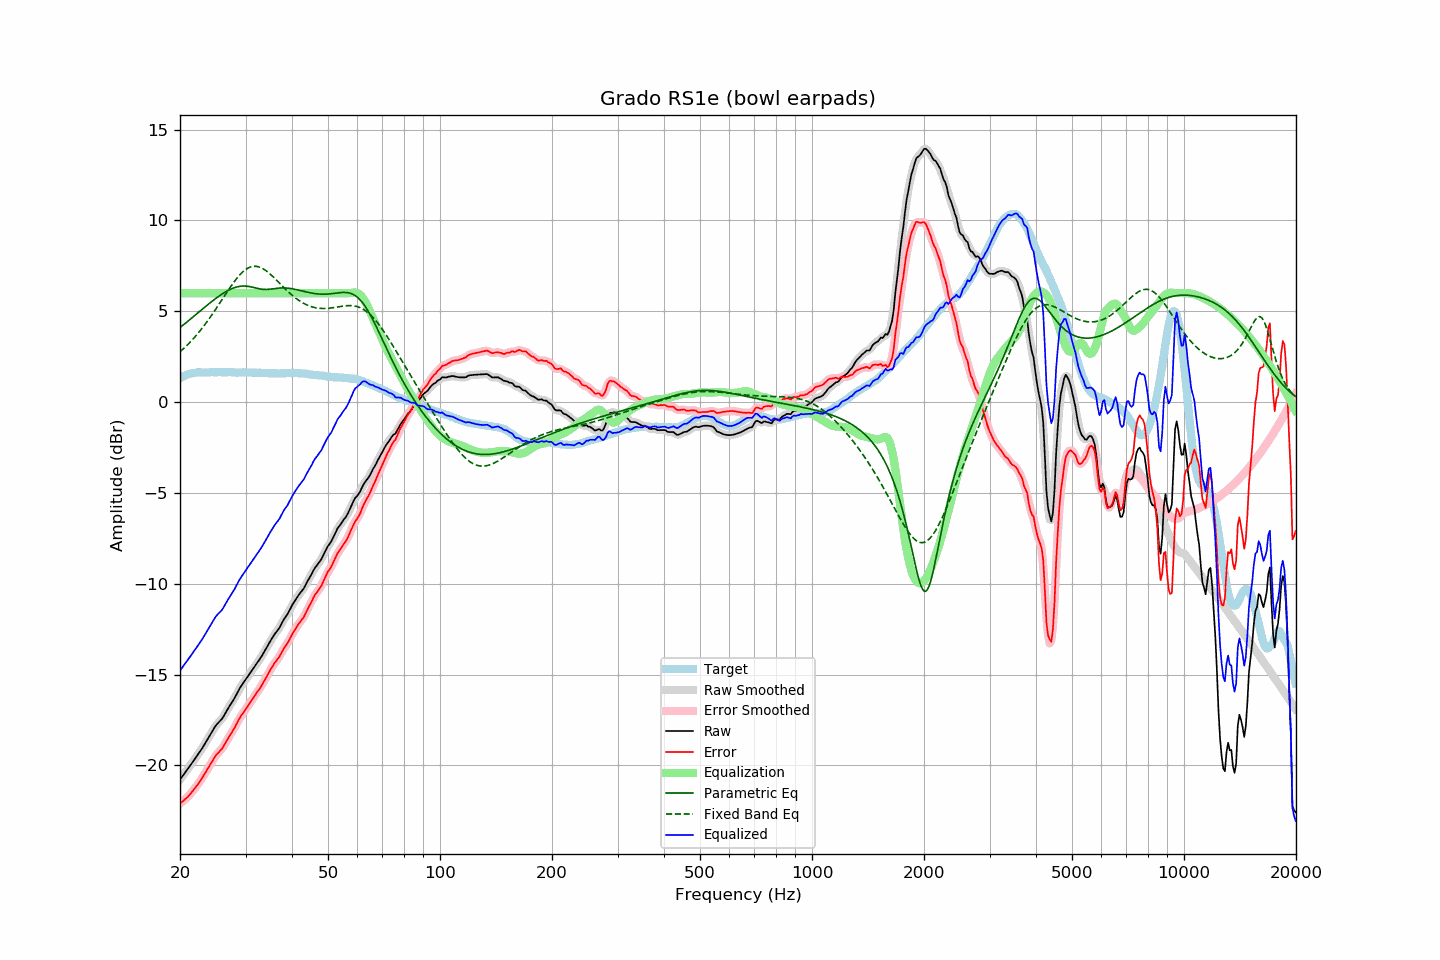 Grado RS1e (bowl earpads)
15
10
5
0
−5
−10
−15
−20
Amplitude (dBr)
Target
Raw Smoothed
Error Smoothed
Raw
Error
Equalization
Parametric Eq
Fixed Band Eq
Equalized
20 50 100 200 500 1000 2000 5000 10000 20000
Frequency (Hz)